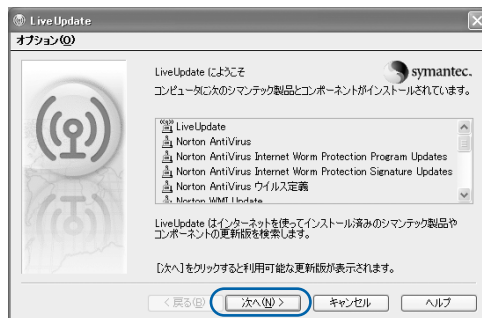 LiveUpdate
オプション(O)
LiveUpdate にようこそ
symantec.
コンピュータに次のシマンテック製品とコンポーネントがインストールされています。
LiveUpdate
Norton AntiVirus
Norton AntiVirus Internet Worm Protection Program Updates
Norton AntiVirus Internet Worm Protection Signature Updates
Norton AntiVirus ウイルス定義
Norton WMI Update
LiveUpdate はインターネットを使ってインストール済みのシマンテック製品や
コンポーネントの更新版を検索します。
[次へ]をクリックすると利用可能な更新版が表示されます。
< 戻る(B) 次へ(N) > キャンセル ヘルプ